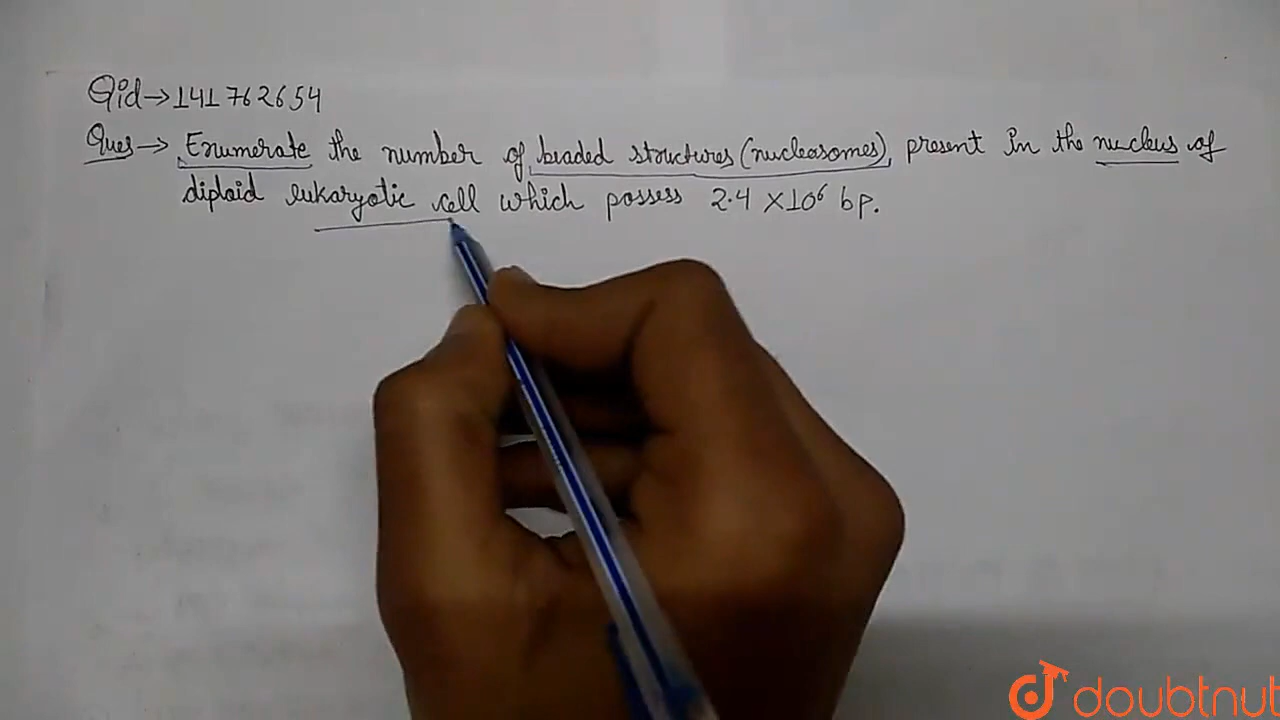 Qid→141762654
Ques→ Enumerate the number of beaded structures (nucleasomes), present in the nucleus of
diploid eukaryotic cell which possess 2.4 ×10⁶ bp.
doubtnut